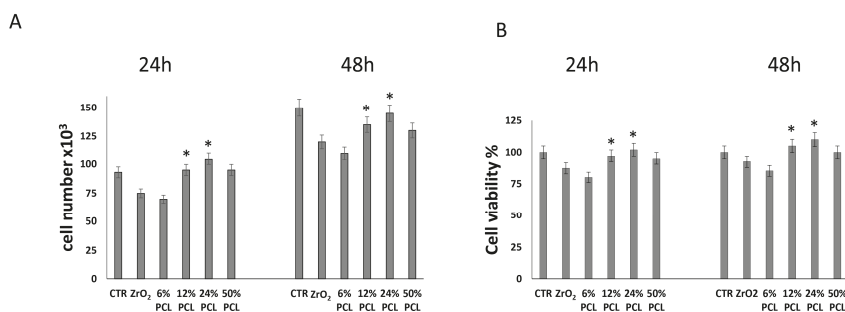 A
24h
48h
cell number x10³
150
125
100
75
50
25
0
*
*
*
*
CTR ZrO₂ 6% PCL 12% PCL 24% PCL 50% PCL
CTR ZrO₂ 6% PCL 12% PCL 24% PCL 50% PCL
B
24h
48h
Cell viability %
125
100
75
50
25
0
*
*
*
*
CTR ZrO₂ 6% PCL 12% PCL 24% PCL 50% PCL
CTR ZrO2 6% PCL 12% PCL 24% PCL 50% PCL